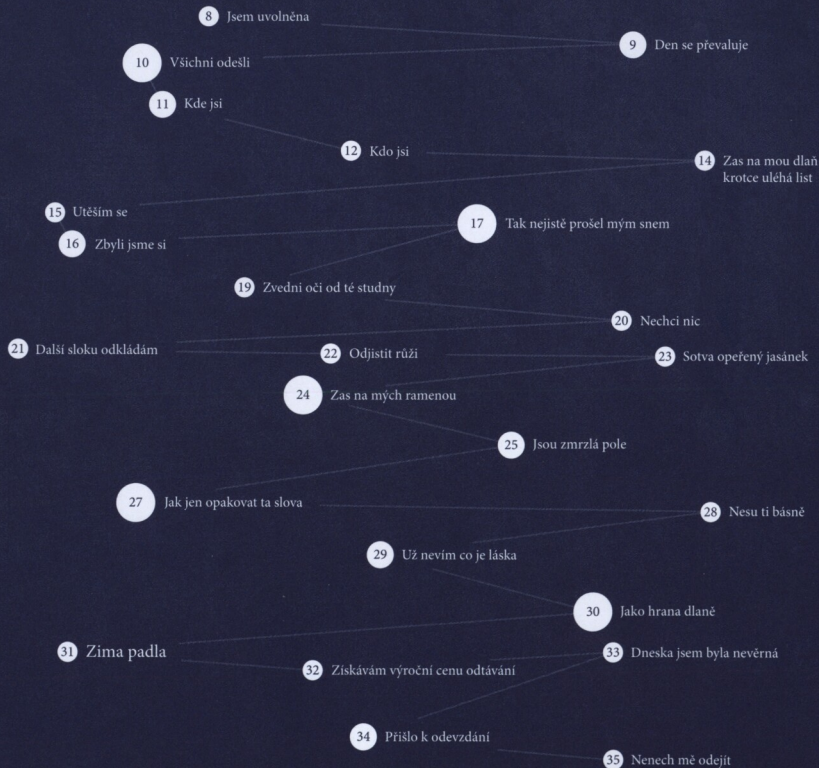 8 Jsem uvolněna
9 Den se převaluje
10 Všichni odešli
11 Kde jsi
12 Kdo jsi
14 Zas na mou dlaň
krotce uléhá list
15 Utěším se
16 Zbyli jsme si
17 Tak nejistě prošel mým snem
19 Zvedni oči od té studny
20 Nechci nic
21 Další sloku odkládám
22 Odjistit růži
23 Sotva opeřený jasánek
24 Zas na mých ramenou
25 Jsou zmrzlá pole
27 Jak jen opakovat ta slova
28 Nesu ti básně
29 Už nevím co je láska
30 Jako hrana dlaně
31 Zima padla
32 Získávám výroční cenu odtávání
33 Dneska jsem byla nevěrná
34 Přišlo k odevzdání
35 Nenech mě odejít